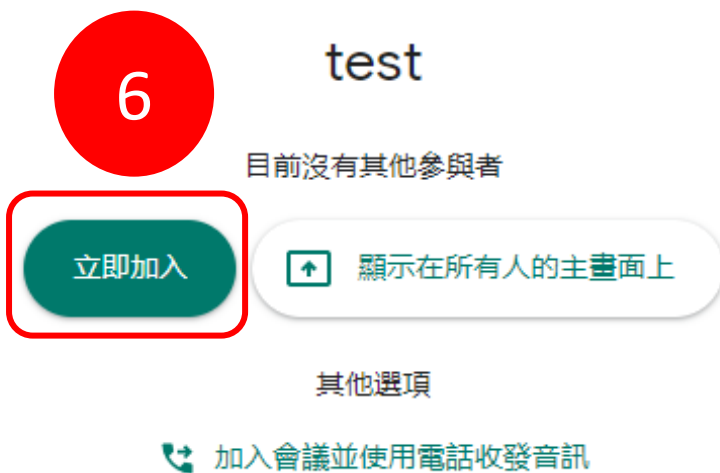 test
6
目前沒有其他參與者
立即加入
顯示在所有人的主畫面上
其他選項
加入會議並使用電話收發音訊